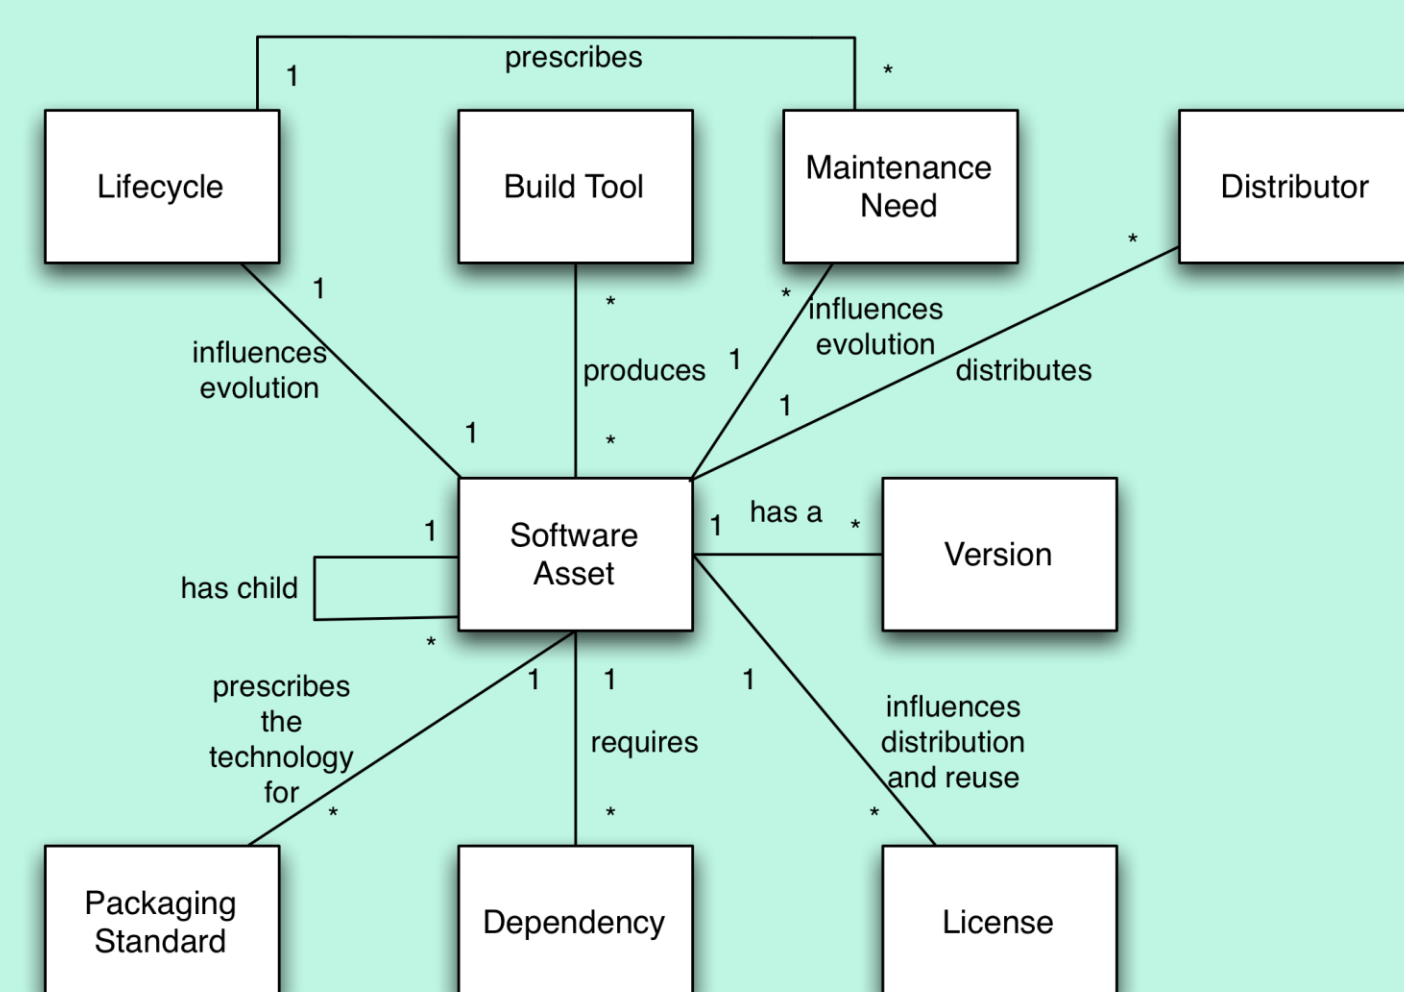 prescribes
1
*
Lifecycle
Build Tool
Maintenance
Need
Distributor
*
1
*
*
influences
evolution
influences
evolution
1
produces
distributes
1
1
*
Software
Asset
1
has a
*
1
Version
has child
*
prescribes
the
technology
for
1
1
1
requires
influences
distribution
and reuse
*
*
*
Packaging
Standard
Dependency
License